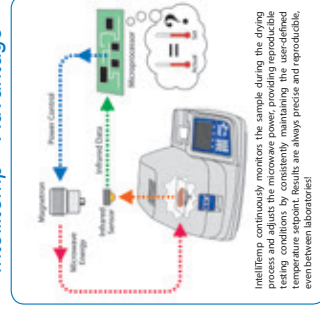 Magnetron
Power Control
Microprocessor
Microwave
Energy
Infrared
Sensor
Infrared Data
Set
Actual
IntelliTemp continuously monitors the sample during the drying
process and adjusts the microwave power, providing reproducible
testing conditions by consistently maintaining the user-defined
temperature setpoint. Results are always precise and reproducible,
even between laboratories!